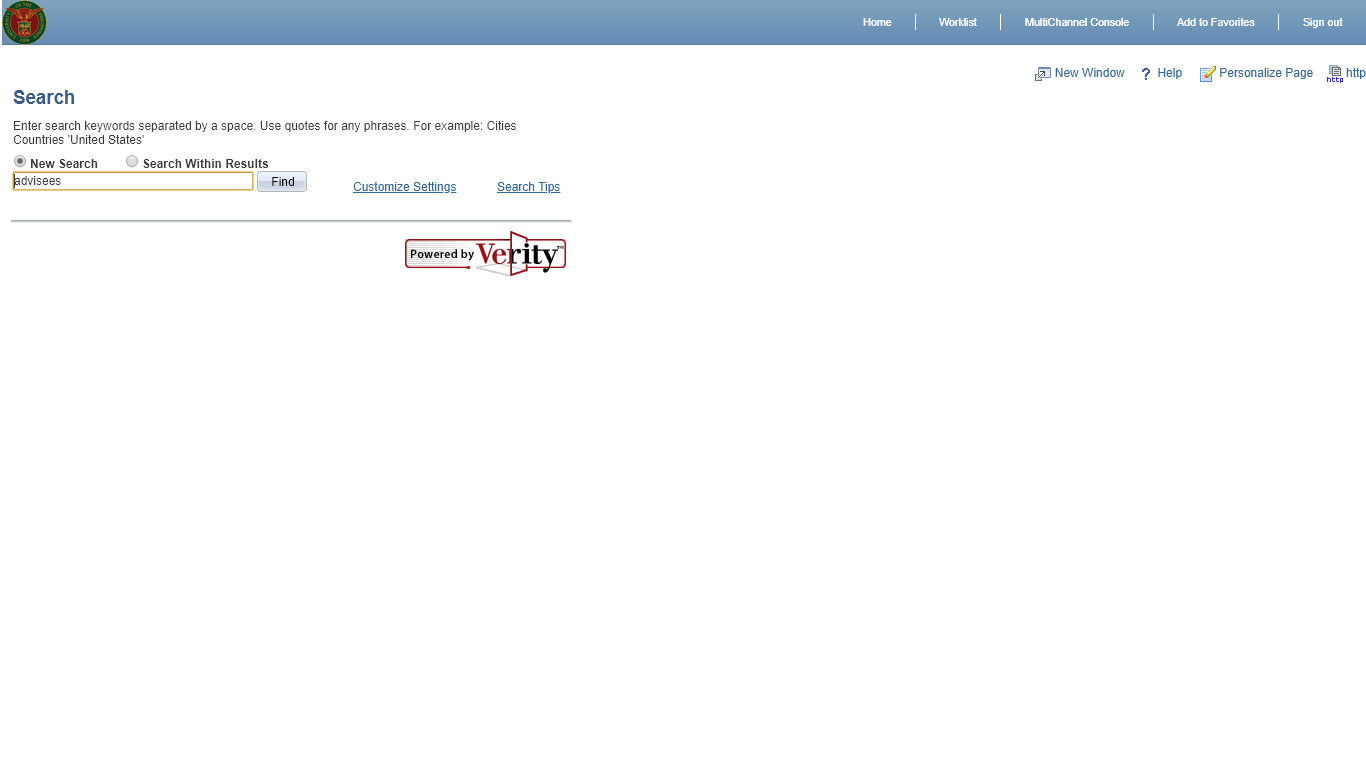 Home Worklist MultiChannel Console Add to Favorites Sign out
New Window ? Help Personalize Page http http
Search
Enter search keywords separated by a space. Use quotes for any phrases. For example: Cities
Countries 'United States'
New Search Search Within Results
advisees Find Customize Settings Search Tips
Powered by Verity™